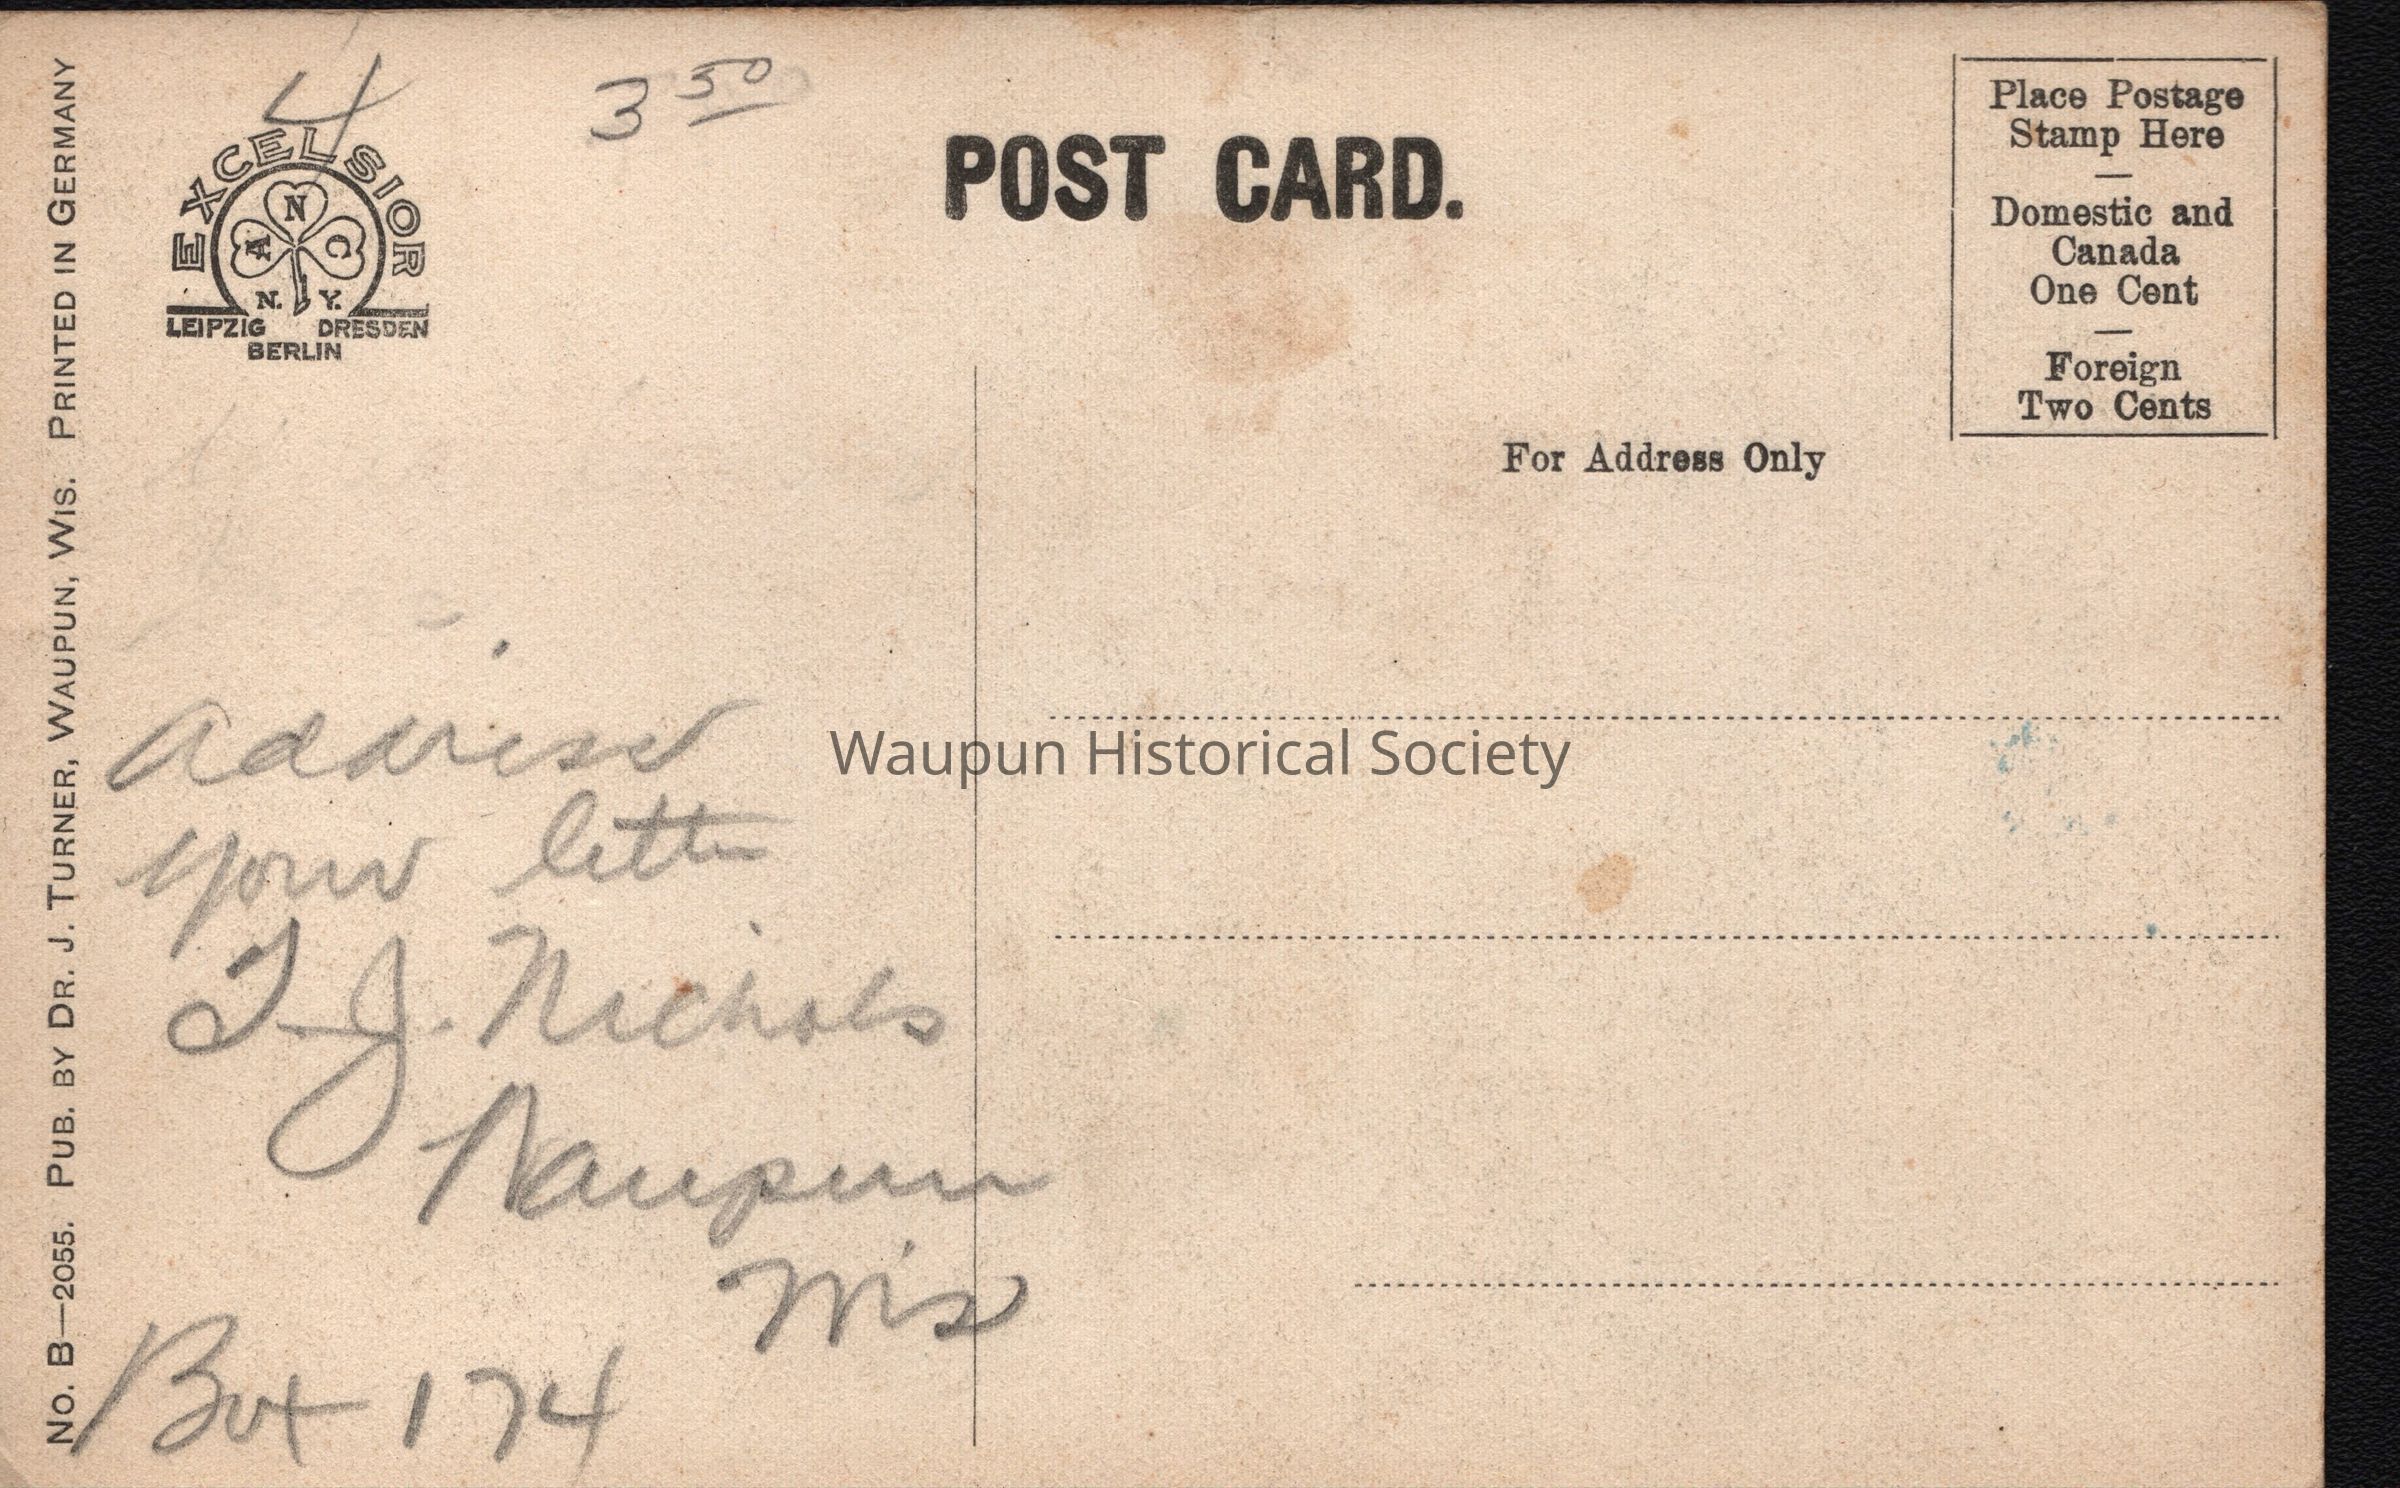 4
3 50
EXCELSIOR
N
A C
N. Y.
LEIPZIG DRESDEN
BERLIN
POST CARD.
Place Postage
Stamp Here
Domestic and
Canada
One Cent
Foreign
Two Cents
For Address Only
No. B—2055. PUB. BY DR. J. TURNER, WAUPUN, WIS. PRINTED IN GERMANY
Waupun Historical Society
Address
your letter
T. J. Nichols
Waupun
Wis
Box 174